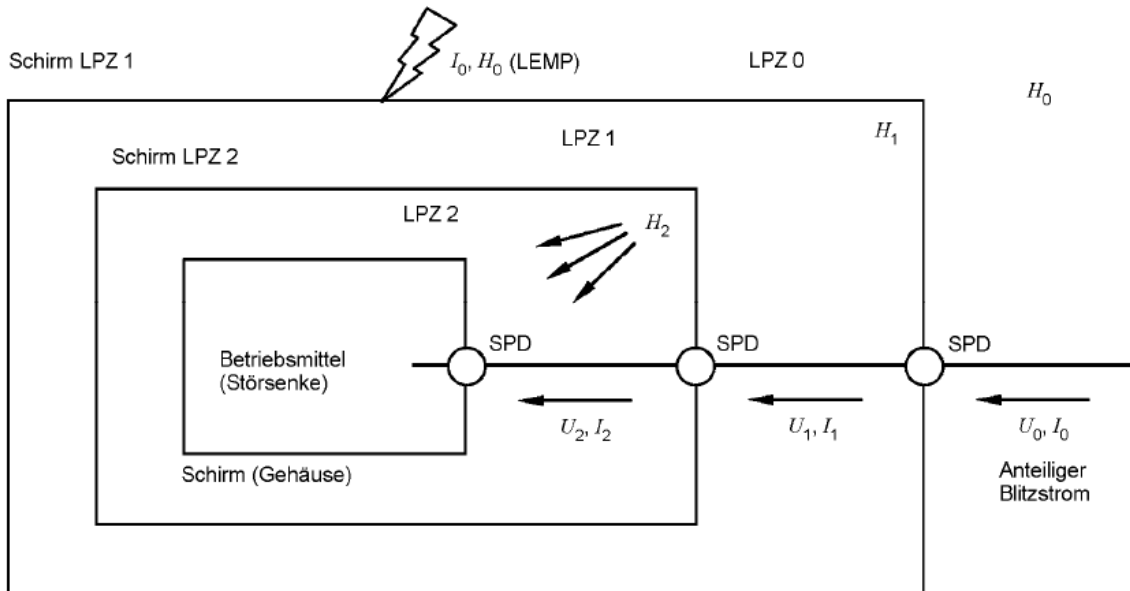 Schirm LPZ 1
I0, H0 (LEMP)
LPZ 0
H0
H1
LPZ 1
Schirm LPZ 2
LPZ 2
H2
SPD
SPD
SPD
Betriebsmittel
(Störsenke)
U2, I2
U1, I1
U0, I0
Schirm (Gehäuse)
Anteiliger
Blitzstrom